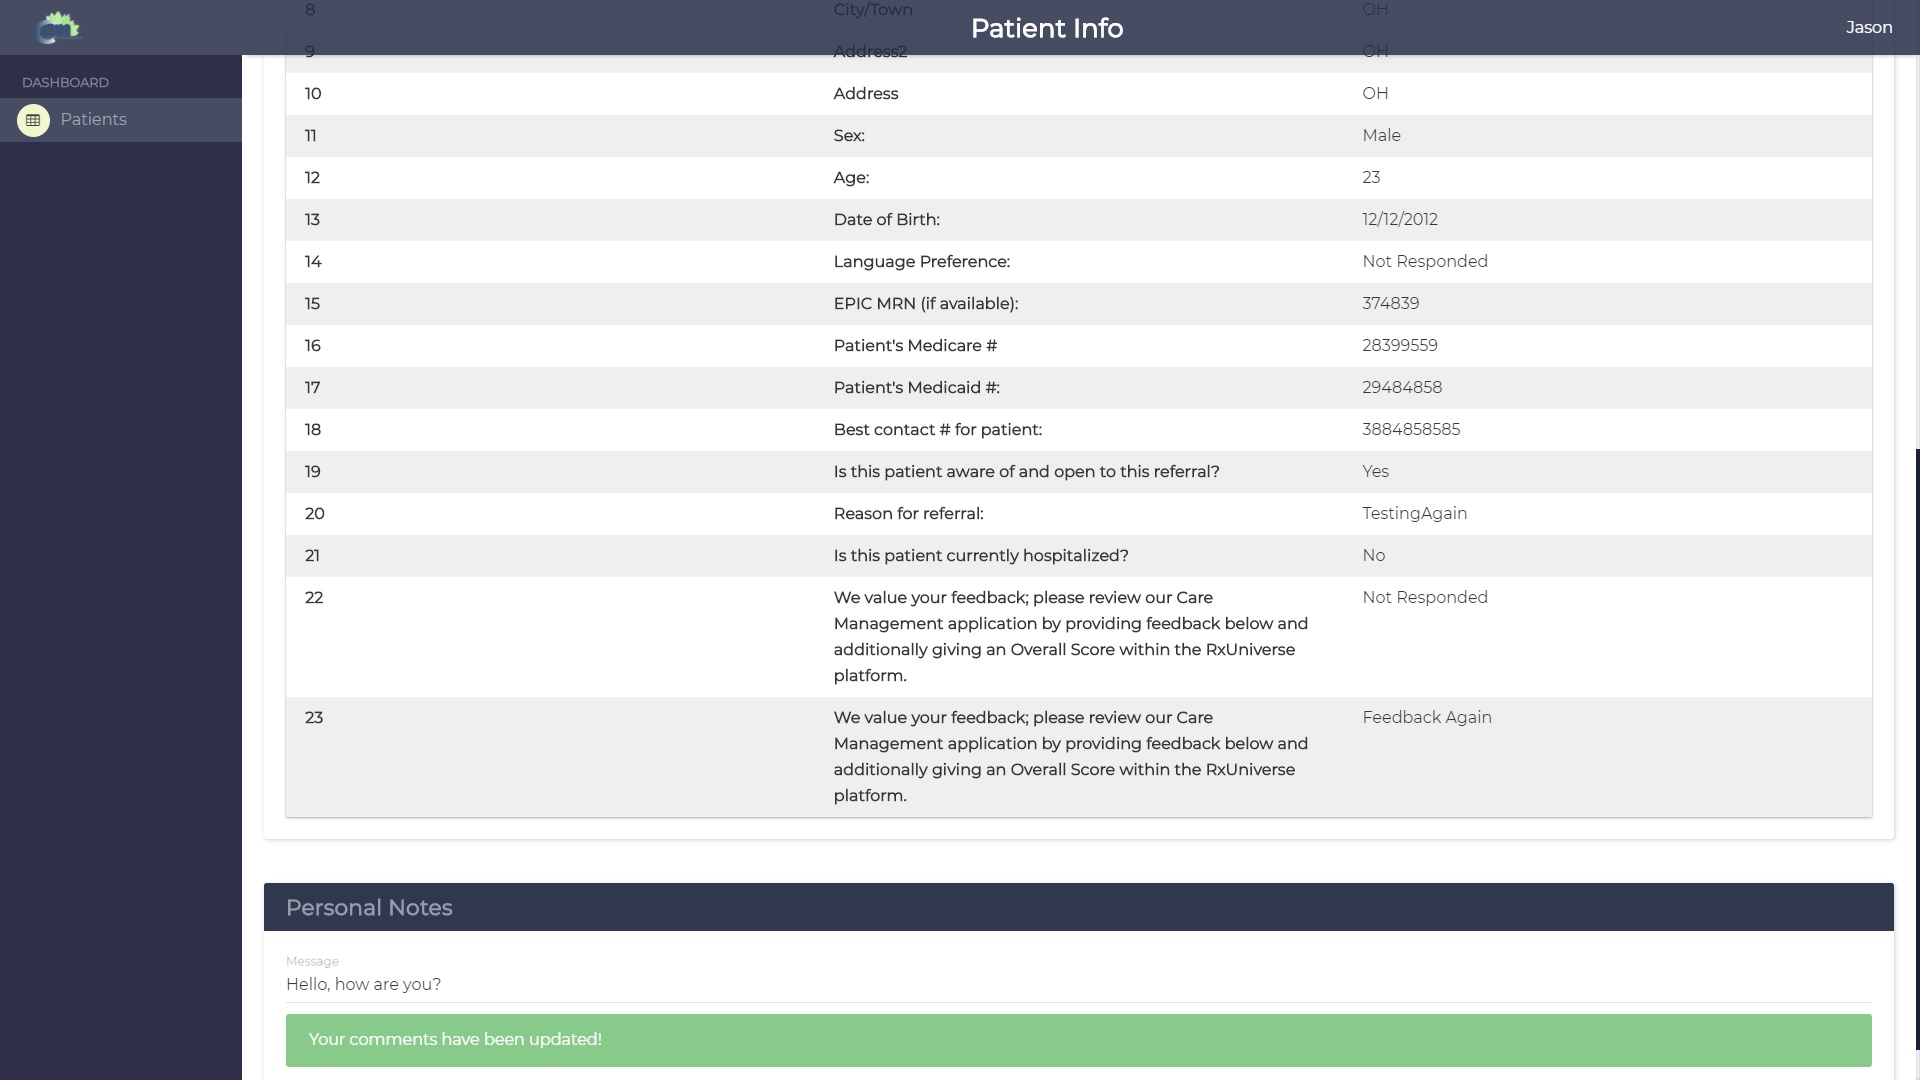 Patient Info
Jason
DASHBOARD
Patients
8 City/Town OH
9 Address2 OH
10 Address OH
11 Sex: Male
12 Age: 23
13 Date of Birth: 12/12/2012
14 Language Preference: Not Responded
15 EPIC MRN (if available): 374839
16 Patient's Medicare # 28399559
17 Patient's Medicaid #: 29484858
18 Best contact # for patient: 3884858585
19 Is this patient aware of and open to this referral? Yes
20 Reason for referral: TestingAgain
21 Is this patient currently hospitalized? No
22 We value your feedback; please review our Care Not Responded
Management application by providing feedback below and
additionally giving an Overall Score within the RxUniverse
platform.
23 We value your feedback; please review our Care Feedback Again
Management application by providing feedback below and
additionally giving an Overall Score within the RxUniverse
platform.
Personal Notes
Message
Hello, how are you?
Your comments have been updated!